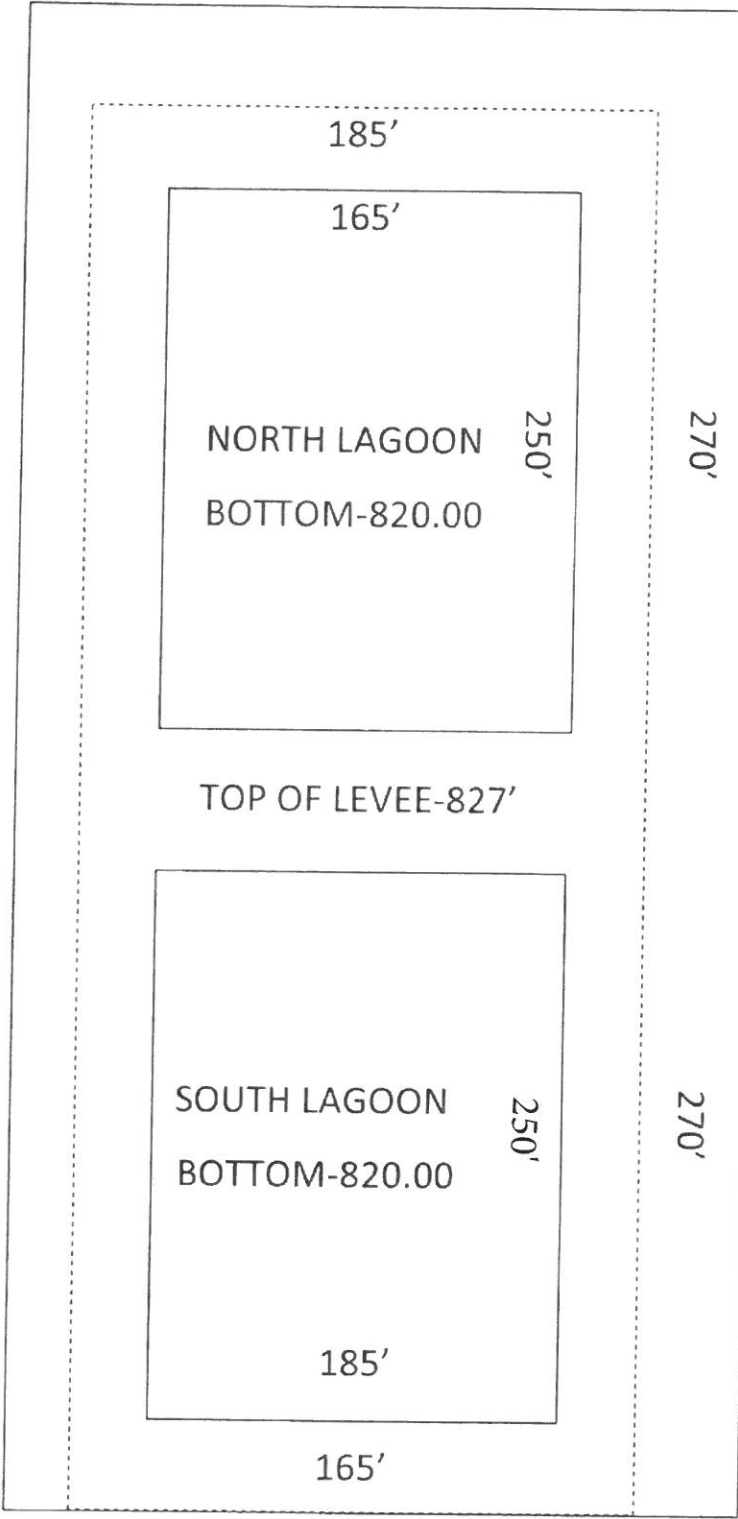 185’
165’
NORTH LAGOON
BOTTOM-820.00
250’
270’
TOP OF LEVEE-827’
SOUTH LAGOON
BOTTOM-820.00
250'
270’
185’
165’